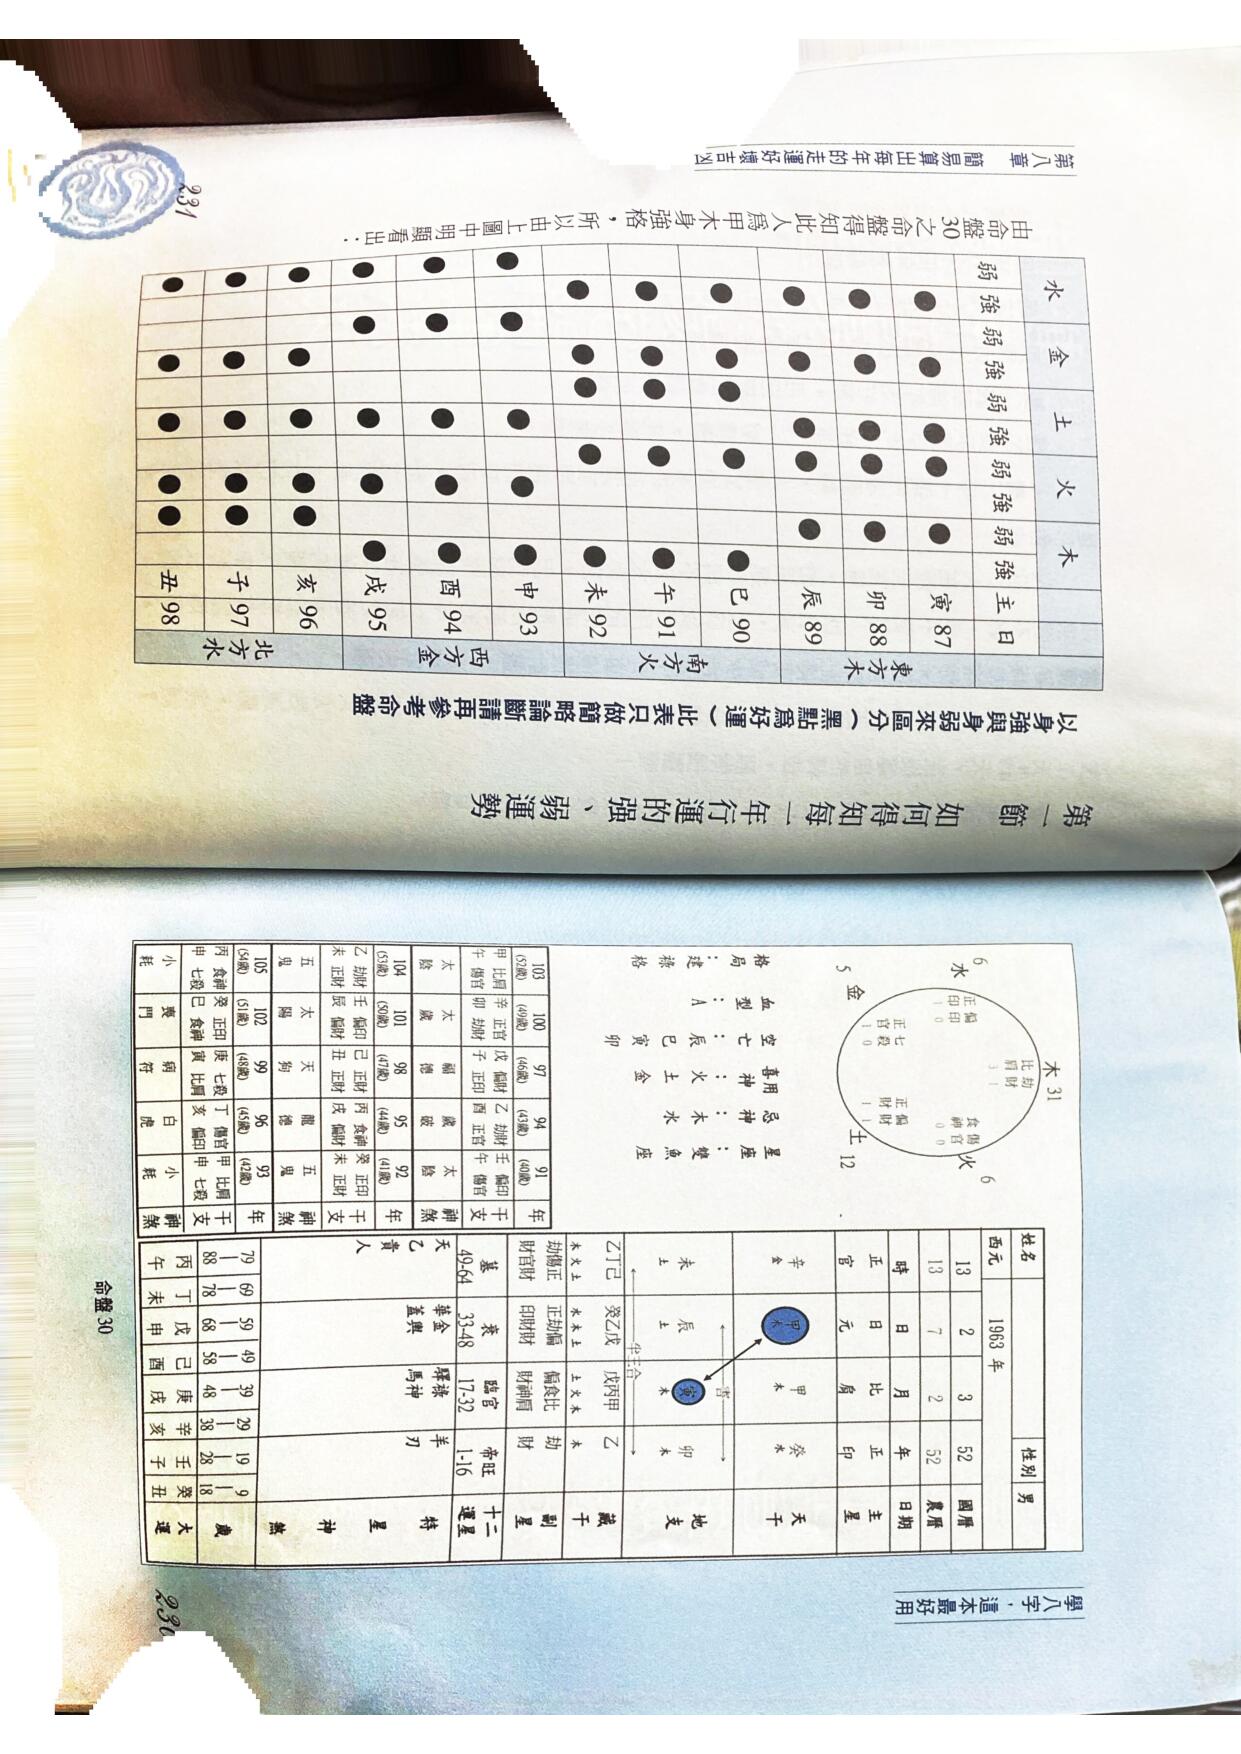 學八字，這本最好用
姓名 性別 男
西元 1963 年
13 2 3 52 國曆
13 7 2 52 農曆
時 日 月 年 日期
正官 日元 比肩 正印 主星
辛金 甲木 甲木 癸水 天干
吉
未土 辰土 寅木 卯木 地支
半三合
乙丁己 癸乙戊 戊丙甲 乙 藏干
木火土 水木土 土火木 木
劫傷正 正劫偏 偏食比 劫 副星
財官財 印財財 財神肩 財
墓 衰 臨官 帝旺 十二運星
49-64 33-48 17-32 1-16
天乙貴人 華蓋 金輿 驛馬 祿神 羊刃 特星神煞
79—88 69—78 59—68 49—58 39—48 29—38 19—28 9—18 歲
丙午 丁未 戊申 己酉 庚戌 辛亥 壬子 癸丑 大運
木 31
劫財 1 比肩 3
火 6
傷官 0 食神 0
土 12
偏財 1 正財 1
金 5
七殺 0 正官 1
水 6
偏印 0 正印 1
星座：雙魚座
忌神：木水
喜用神：火土金
空亡：辰巳寅卯
血型：A
格局：建祿格
103 100 97 94 91 年
(52歲) (49歲) (46歲) (43歲) (40歲)
甲 比肩 辛 正官 戊 偏財 乙 劫財 壬 偏印 干
午 傷官 卯 劫財 子 正印 酉 正官 午 傷官 支
太陰 太歲 福德 歲破 太陰 神煞
104 101 98 95 92 年
(53歲) (50歲) (47歲) (44歲) (41歲)
乙 劫財 壬 偏印 己 正財 丙 食神 癸 正印 干
未 正財 辰 偏財 丑 正財 戌 偏財 未 正財 支
五鬼 太陽 天狗 龍德 五鬼 神煞
105 102 99 96 93 年
(54歲) (51歲) (48歲) (45歲) (42歲)
丙 食神 癸 正印 庚 七殺 丁 傷官 甲 比肩 干
申 七殺 巳 食神 寅 比肩 亥 偏印 申 七殺 支
小耗 喪門 病符 白虎 小耗 神煞
命盤 30
230
第一節 如何得知每一年行運的强、弱運勢
以身強與身弱來區分（黑點為好運）此表只做簡略論斷請再參考命盤
水 金 土 火 木
弱 強 弱 強 弱 強 弱 強 弱 強 主 日
東方木
寅 87
卯 88
辰 89
南方火
巳 90
午 91
未 92
西方金
申 93
酉 94
戌 95
北方水
亥 96
子 97
丑 98
由命盤30之命盤得知此人為甲木身強格，所以由上圖中明顯看出：
第八章 簡易算出每年的走運好壞吉凶
231